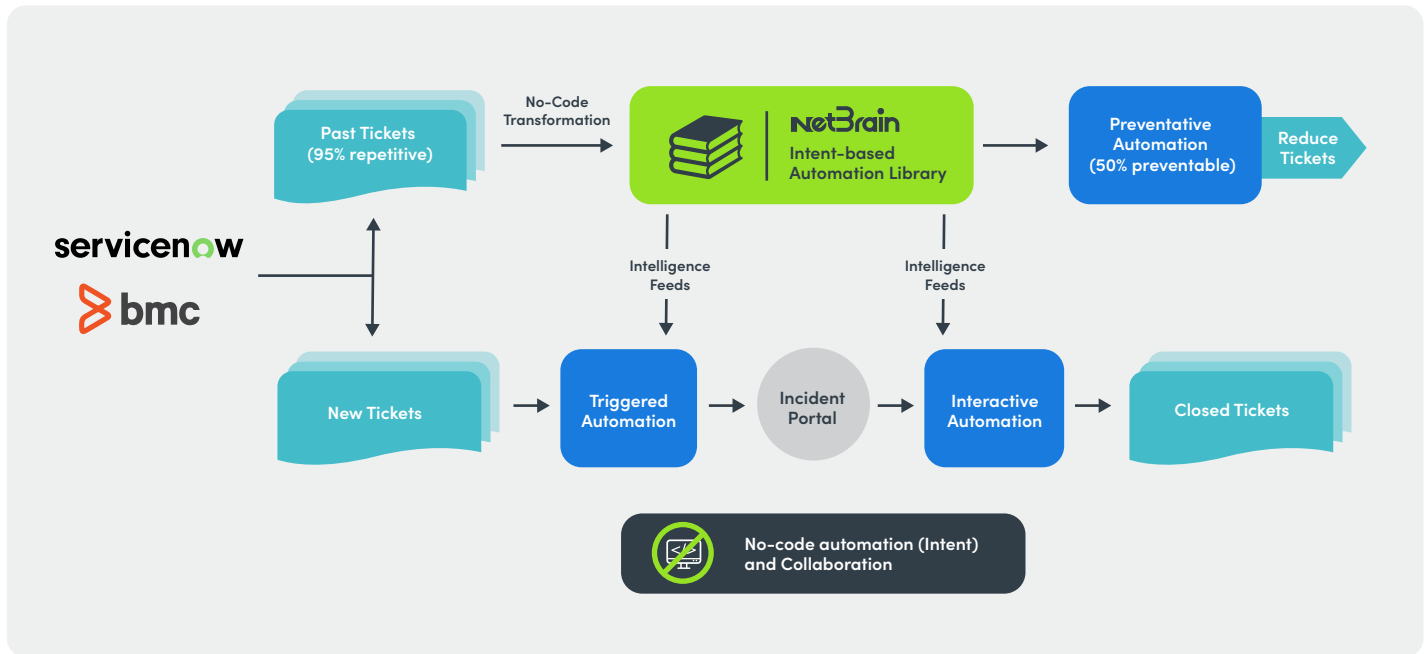 No-Code
Transformation
Past Tickets
(95% repetitive)
NetBrain
Intent-based
Automation Library
Preventative
Automation
(50% preventable)
Reduce
Tickets
servicenow
bmc
Intelligence
Feeds
Intelligence
Feeds
New Tickets
Triggered
Automation
Incident
Portal
Interactive
Automation
Closed Tickets
</>
No-code automation (Intent)
and Collaboration